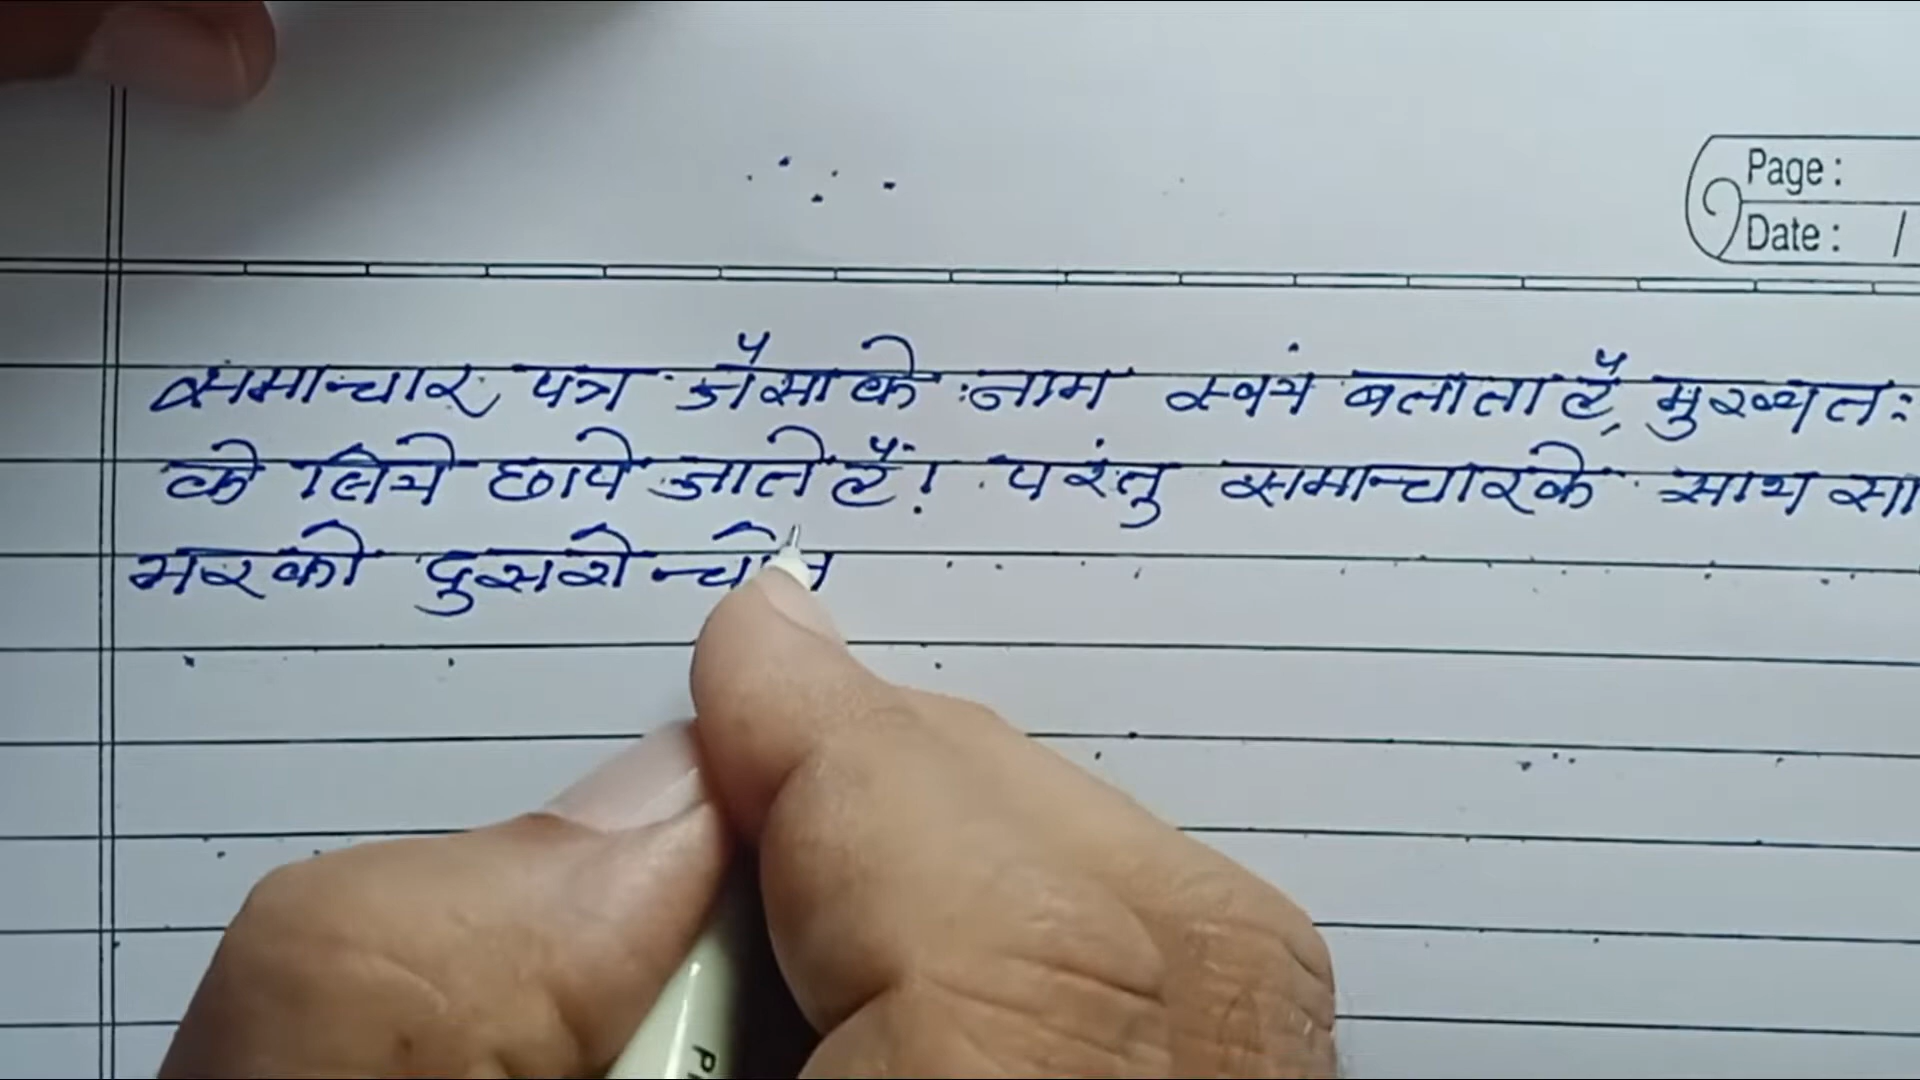 Page :
Date : /
समाचार पत्र जैसाके नाम स्वयं बताता है, मुख्यतः
के लिये छापे जाते हैं! परंतु समाचारके साथ सा
भरकी दुसरी